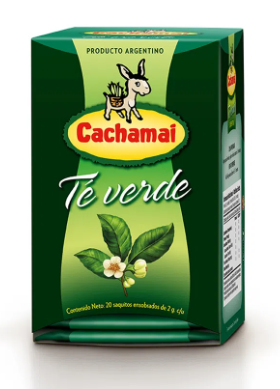 PRODUCTO ARGENTINO
Cachamai
Té verde
Contenido Neto: 20 saquitos ensobrados de 2 g. c/u